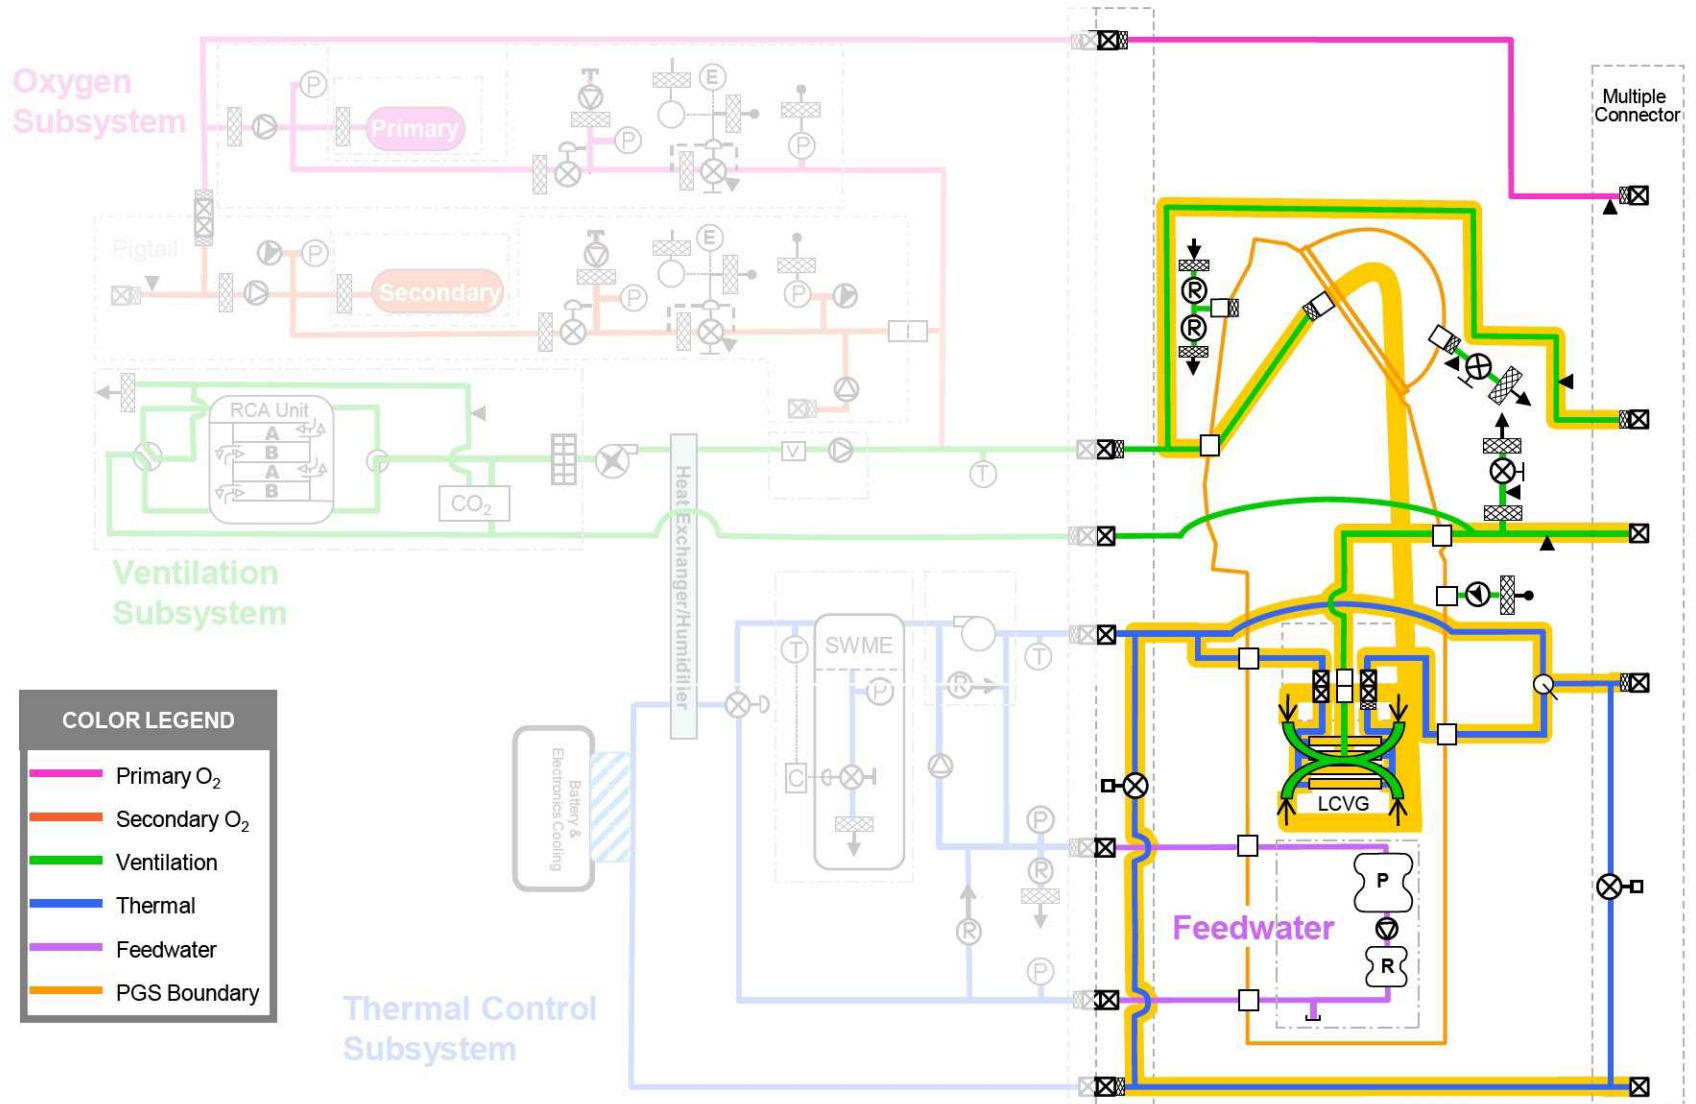 Oxygen
Subsystem
P
Primary
P
E
P
Multiple
Connector
Pigtail
P
Secondary
P
E
P
R
R
RCA Unit
A
B
A
B
CO₂
V
T
Heat Exchanger/Humidifier
Ventilation
Subsystem
T
SWME
P
C
R
T
P
R
R
P
Battery &
Electronics Cooling
LCVG
P
R
Feedwater
Thermal Control
Subsystem
COLOR LEGEND
Primary O₂
Secondary O₂
Ventilation
Thermal
Feedwater
PGS Boundary